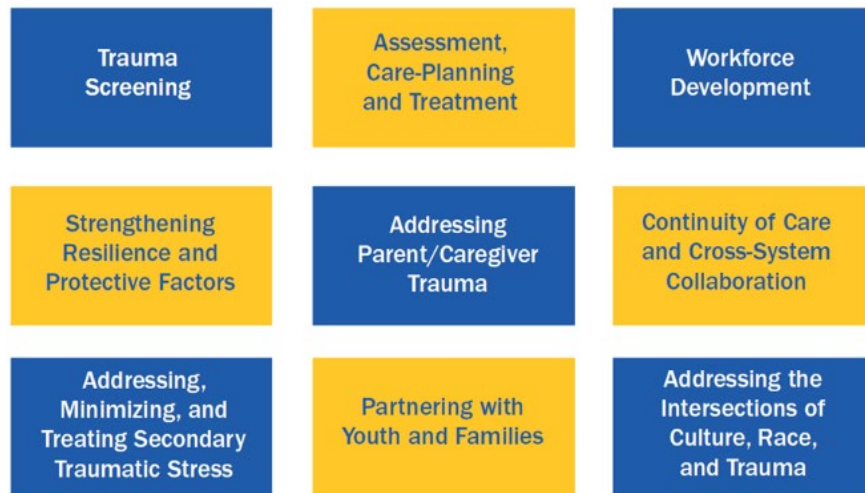 Trauma
Screening
Assessment,
Care-Planning
and Treatment
Workforce
Development
Strengthening
Resilience and
Protective Factors
Addressing
Parent/Caregiver
Trauma
Continuity of Care
and Cross-System
Collaboration
Addressing,
Minimizing, and
Treating Secondary
Traumatic Stress
Partnering with
Youth and Families
Addressing the
Intersections of
Culture, Race,
and Trauma